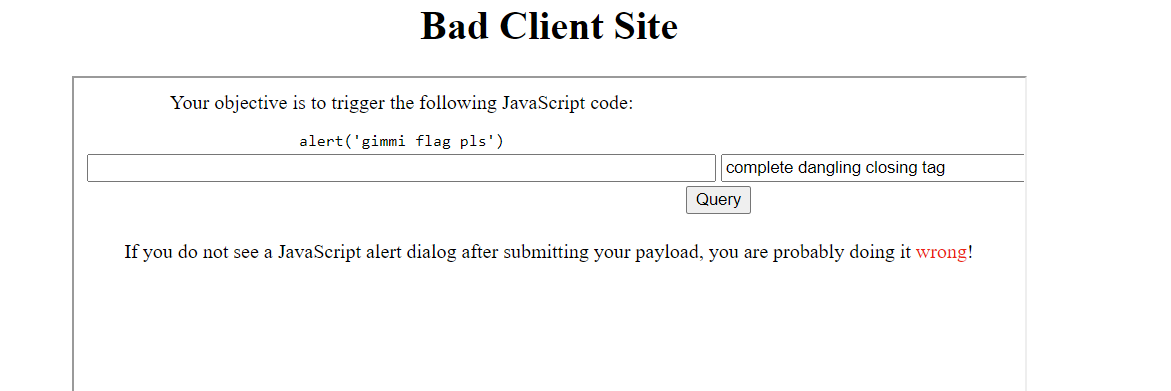 Bad Client Site
Your objective is to trigger the following JavaScript code:
alert('gimmi flag pls')
complete dangling closing tag
Query
If you do not see a JavaScript alert dialog after submitting your payload, you are probably doing it wrong!